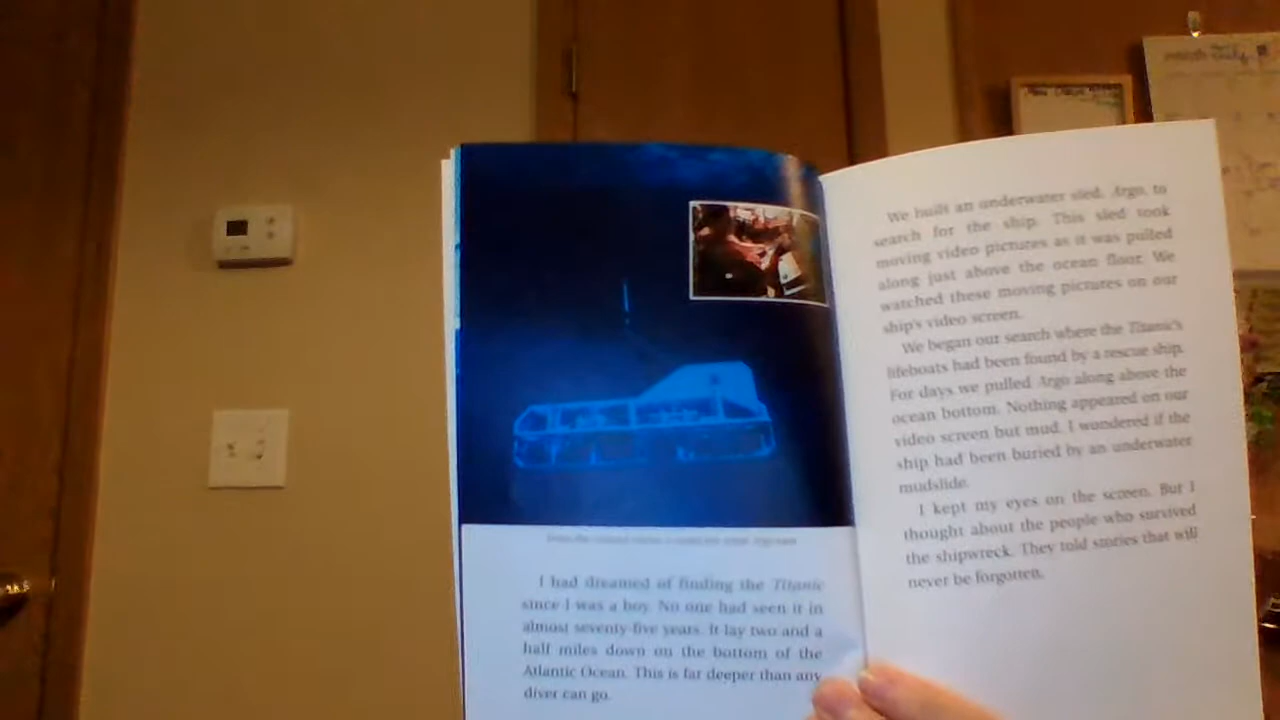 I had dreamed of finding the Titanic
since I was a boy. No one had seen it in
almost seventy-five years. It lay two and a
half miles down on the bottom of the
Atlantic Ocean. This is far deeper than any
diver can go.
We built an underwater sled, Argo, to
search for the ship. This sled took
moving video pictures as it was pulled
along just above the ocean floor. We
watched these moving pictures on our
ship's video screen.
We began our search where the Titanic's
lifeboats had been found by a rescue ship.
For days we pulled Argo along above the
ocean bottom. Nothing appeared on our
video screen but mud. I wondered if the
ship had been buried by an underwater
mudslide.
I kept my eyes on the screen. But I
thought about the people who survived
the shipwreck. They told stories that will
never be forgotten.